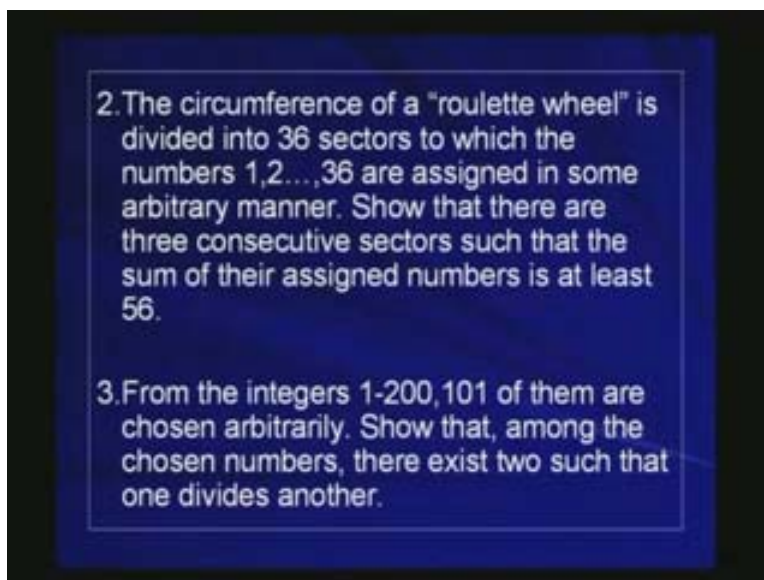 2.The circumference of a "roulette wheel" is
divided into 36 sectors to which the
numbers 1,2...,36 are assigned in some
arbitrary manner. Show that there are
three consecutive sectors such that the
sum of their assigned numbers is at least
56.
3.From the integers 1-200,101 of them are
chosen arbitrarily. Show that, among the
chosen numbers, there exist two such that
one divides another.